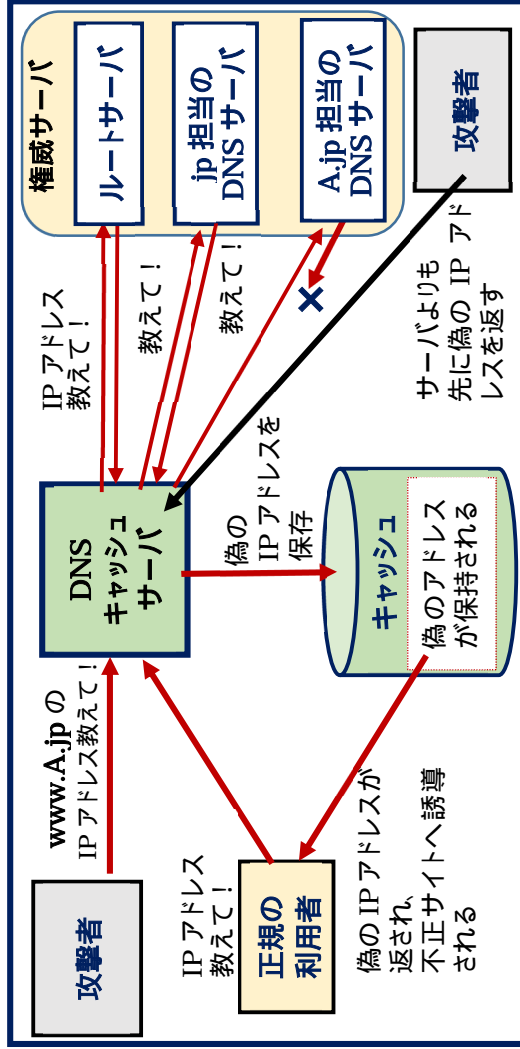 権威サーバ
ルートサーバ
jp 担当の
DNS サーバ
A.jp 担当の
DNS サーバ
攻撃者
IP アドレス
教えて！
教えて！
教えて！
サーバよりも
先に偽の IP アド
レスを返す
DNS
キャッシュ
サーバ
偽の
IP アドレスを
保存
キャッシュ
偽のアドレス
が保持される
www.A.jp の
IP アドレス教えて！
攻撃者
IP アドレス
教えて！
正規の
利用者
偽の IP アドレスが
返され、
不正サイトへ誘導
される